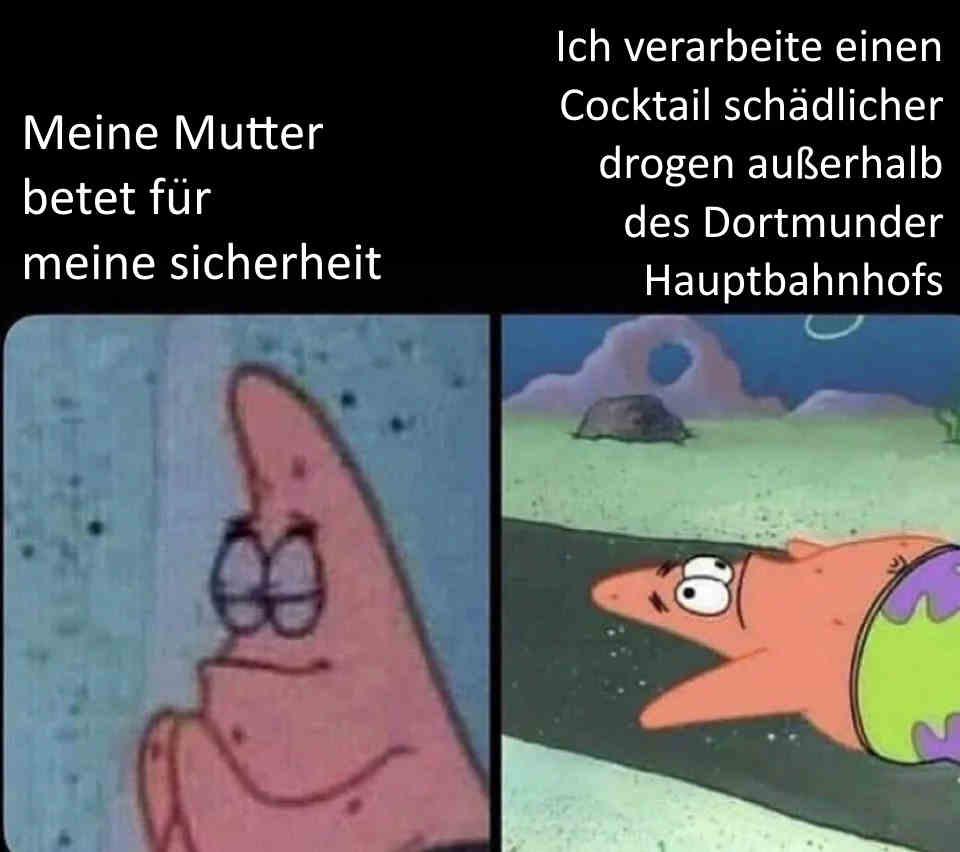 Meine Mutter
betet für
meine sicherheit
Ich verarbeite einen
Cocktail schädlicher
drogen außerhalb
des Dortmunder
Hauptbahnhofs